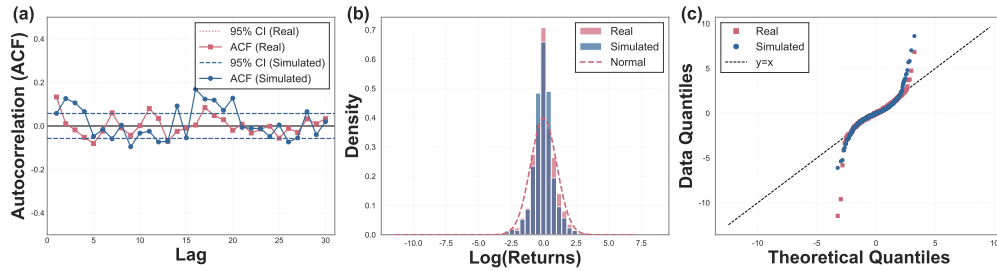 (a)
Autocorrelation (ACF)
0.4
0.2
0.0
-0.2
-0.4
0
5
10
15
20
25
30
Lag
95% CI (Real)
ACF (Real)
95% CI (Simulated)
ACF (Simulated)
(b)
Density
0.7
0.6
0.5
0.4
0.3
0.2
0.1
0.0
-10.0
-7.5
-5.0
-2.5
0.0
2.5
5.0
7.5
Log(Returns)
Real
Simulated
Normal
(c)
Data Quantiles
10
5
0
-5
-10
-10
-5
0
5
10
Theoretical Quantiles
Real
Simulated
y=x